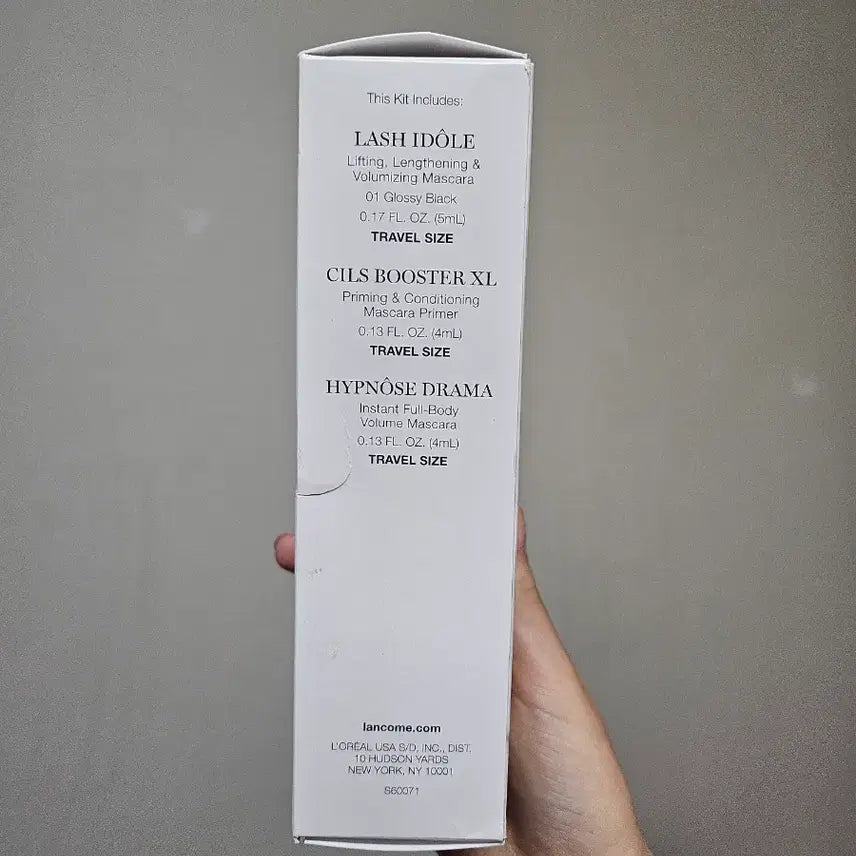 This Kit Includes:
LASH IDÔLE
Lifting, Lengthening &
Volumizing Mascara
01 Glossy Black
0.17 FL. OZ. (5mL)
TRAVEL SIZE
CILS BOOSTER XL
Priming & Conditioning
Mascara Primer
0.13 FL. OZ. (4mL)
TRAVEL SIZE
HYPNÔSE DRAMA
Instant Full-Body
Volume Mascara
0.13 FL. OZ. (4mL)
TRAVEL SIZE
lancome.com
L'ORÉAL USA S/D, INC., DIST.
10 HUDSON YARDS
NEW YORK, NY 10001
S60071